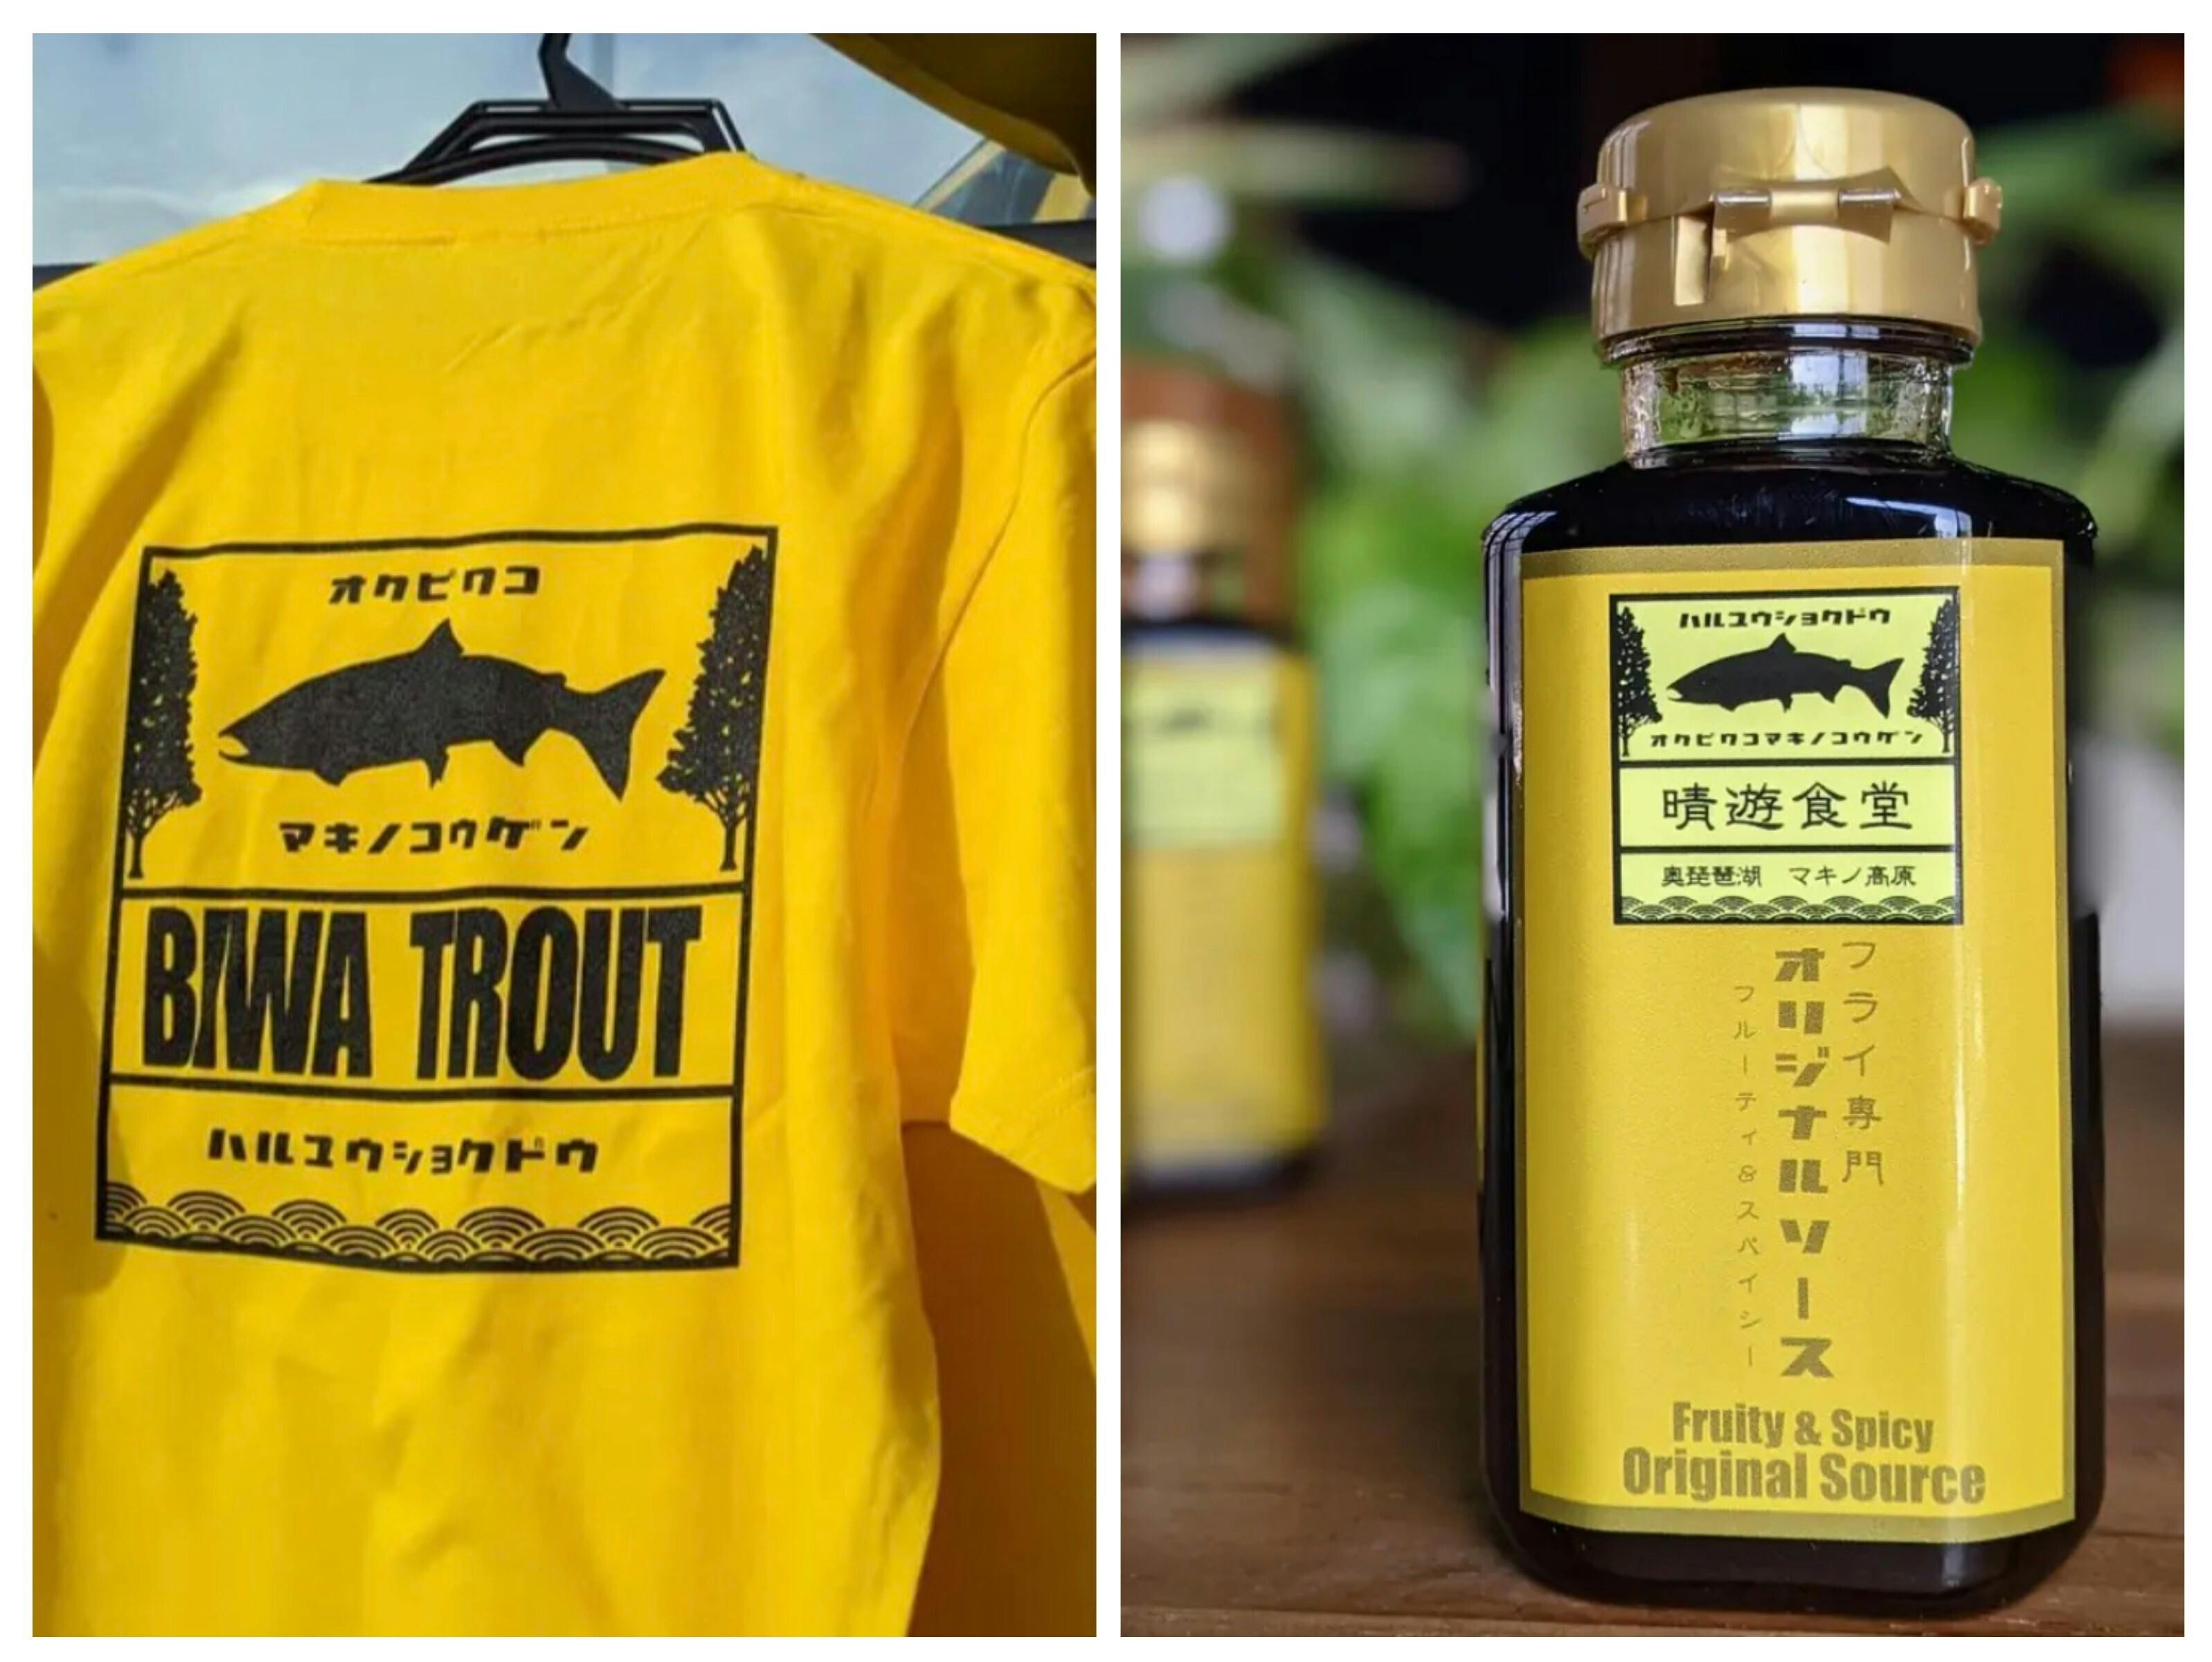 オクビワコ
マキノコウゲン
BIWA TROUT
ハルユウショクドウ
ハルユウショクドウ
オクビワコマキノコウゲン
晴遊食堂
奥琵琶湖 マキノ高原
フライ専門
オリジナルソース
フルーティ&スパイシー
Fruity & Spicy
Original Source